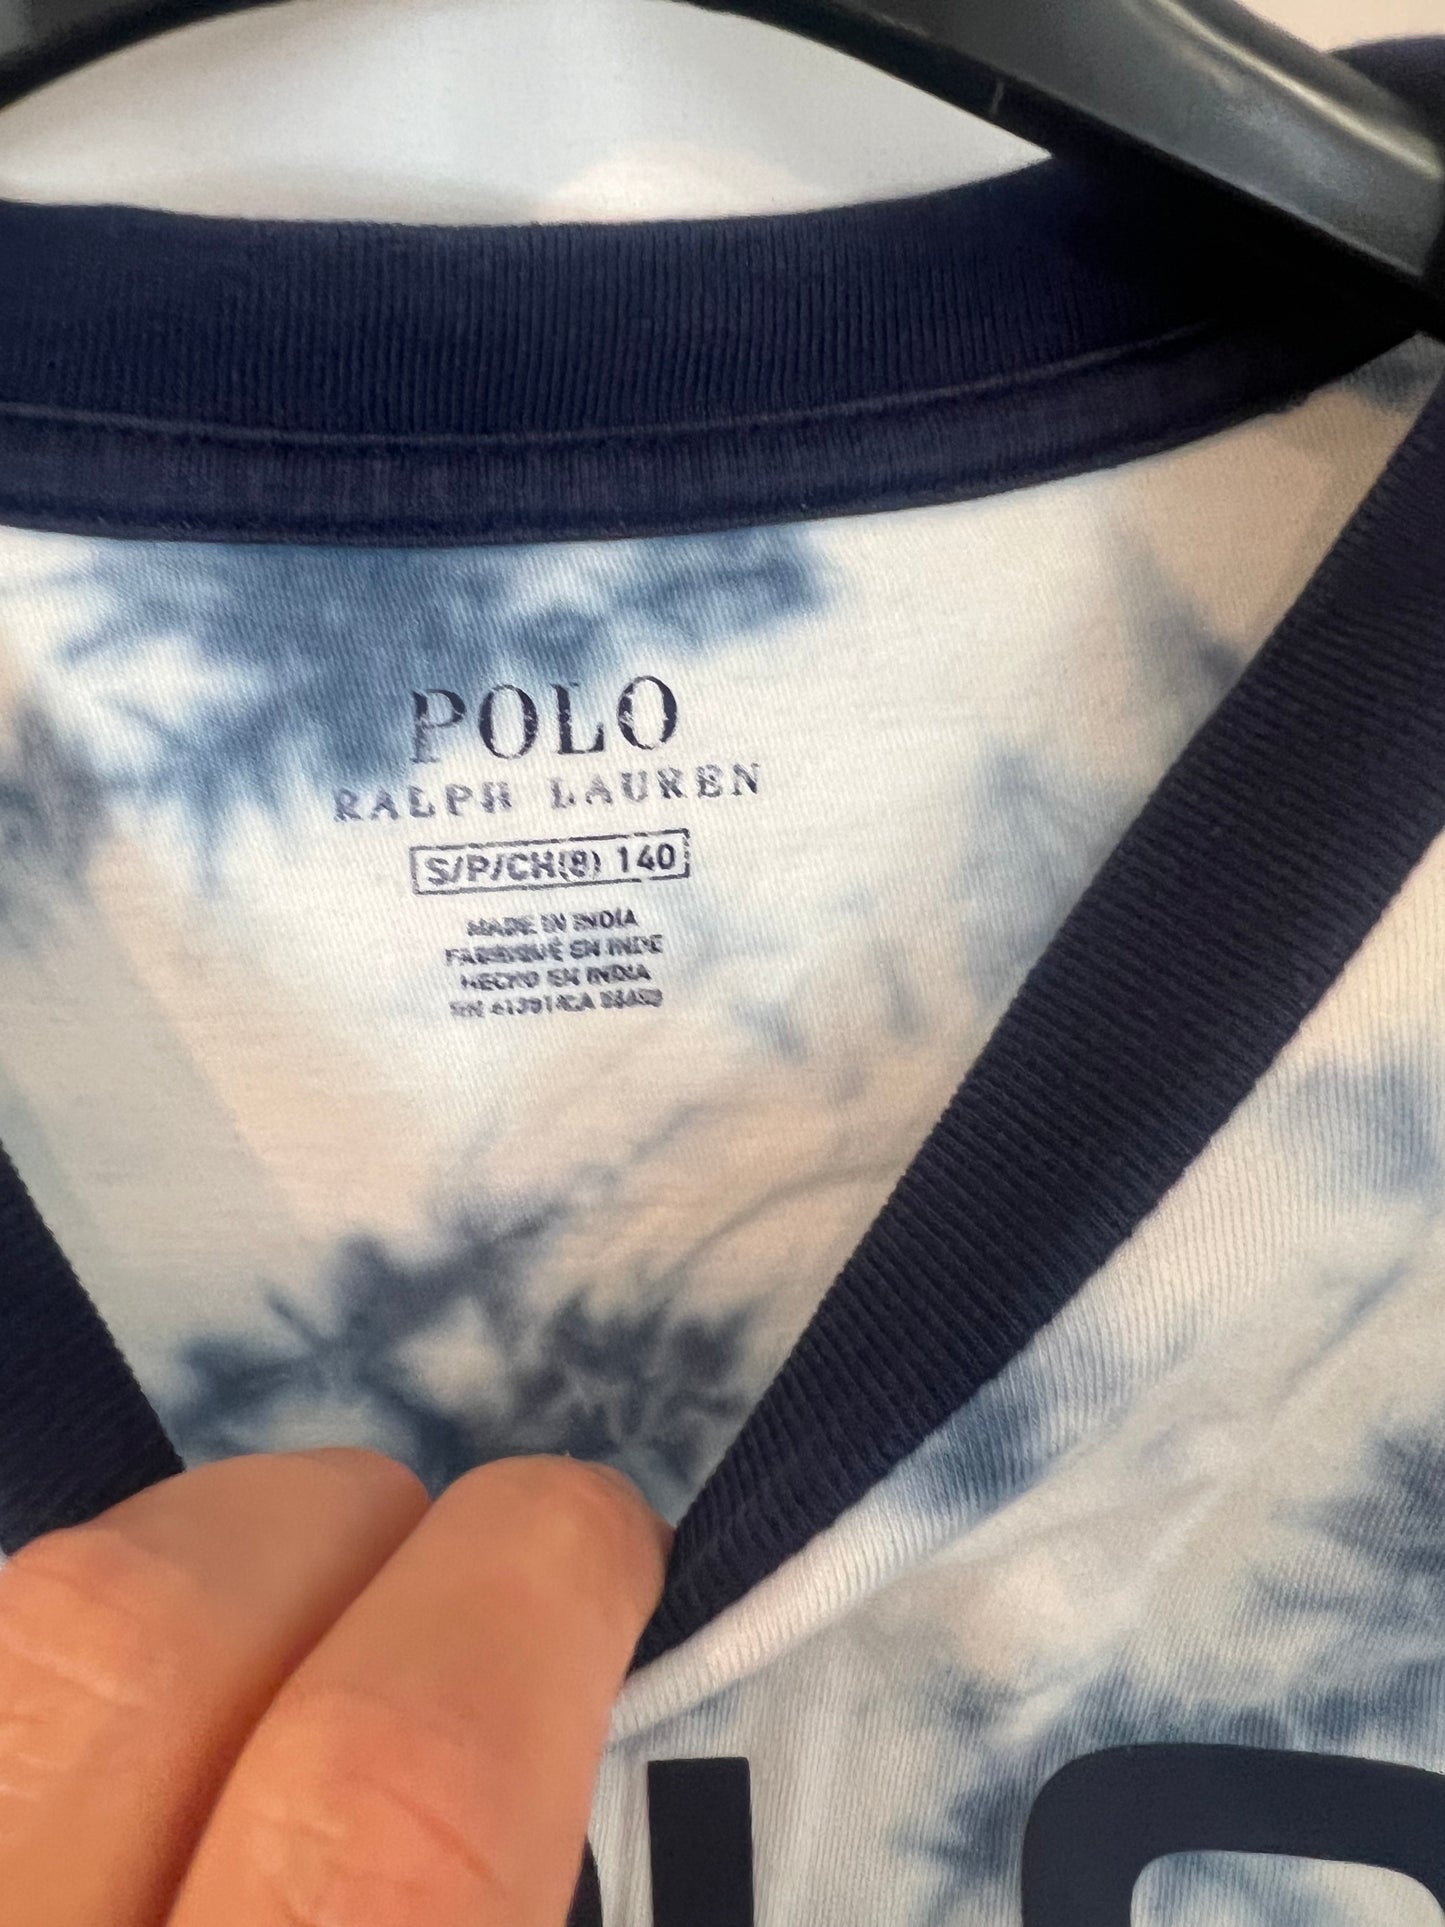 POLO
RALPH LAUREN
S/P/CH(8) 140
MADE IN INDIA
FABRIQUÉ EN INDE
HECHO EN INDIA